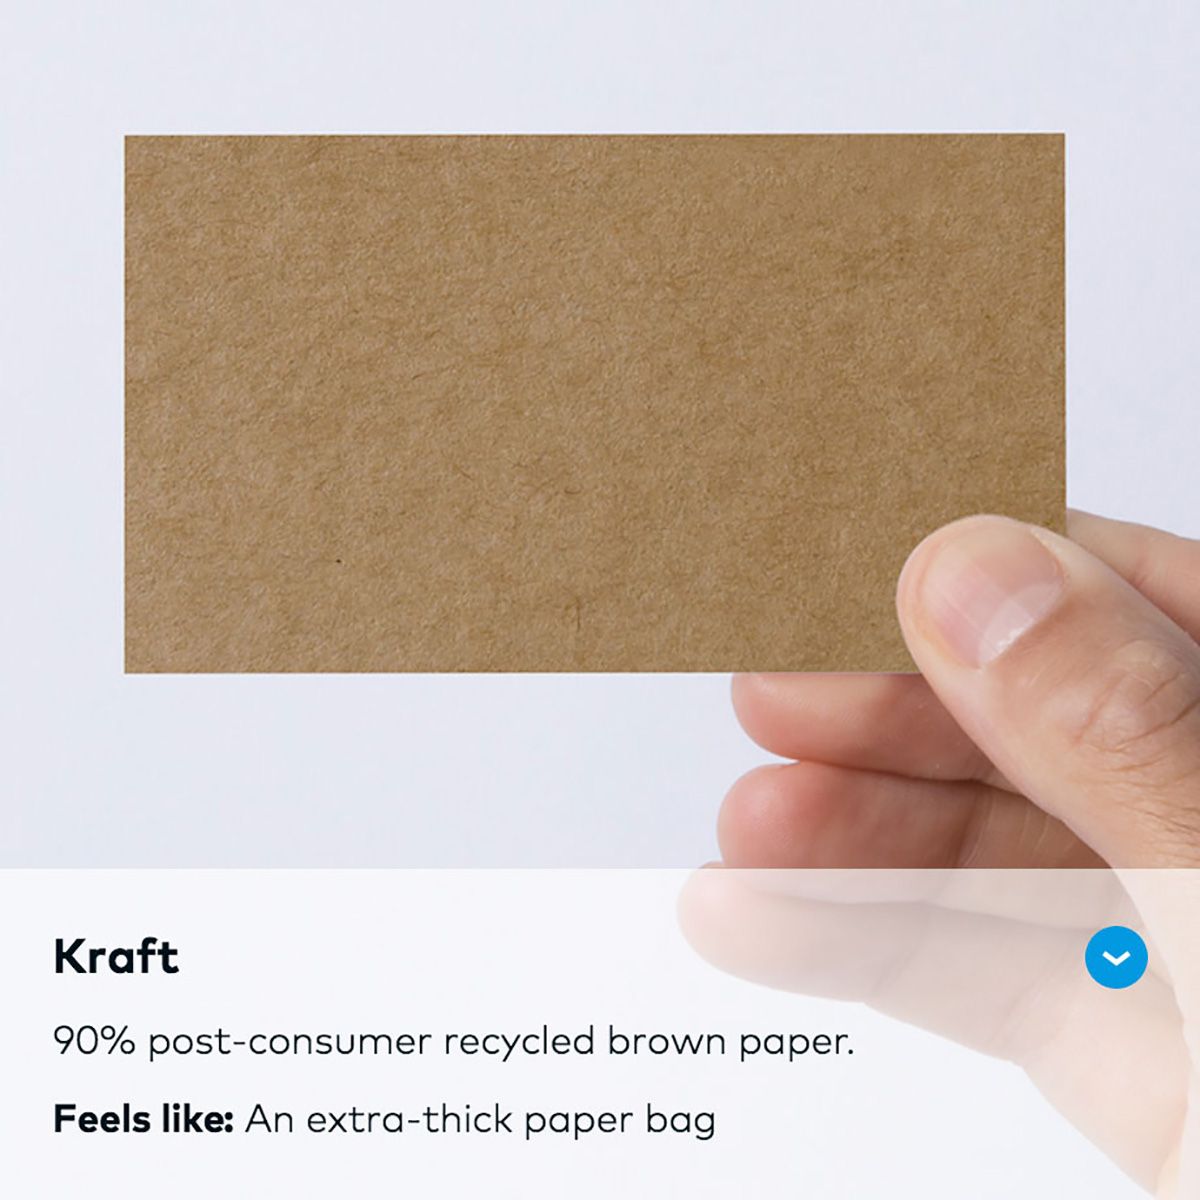 Kraft
90% post-consumer recycled brown paper.
Feels like: An extra-thick paper bag